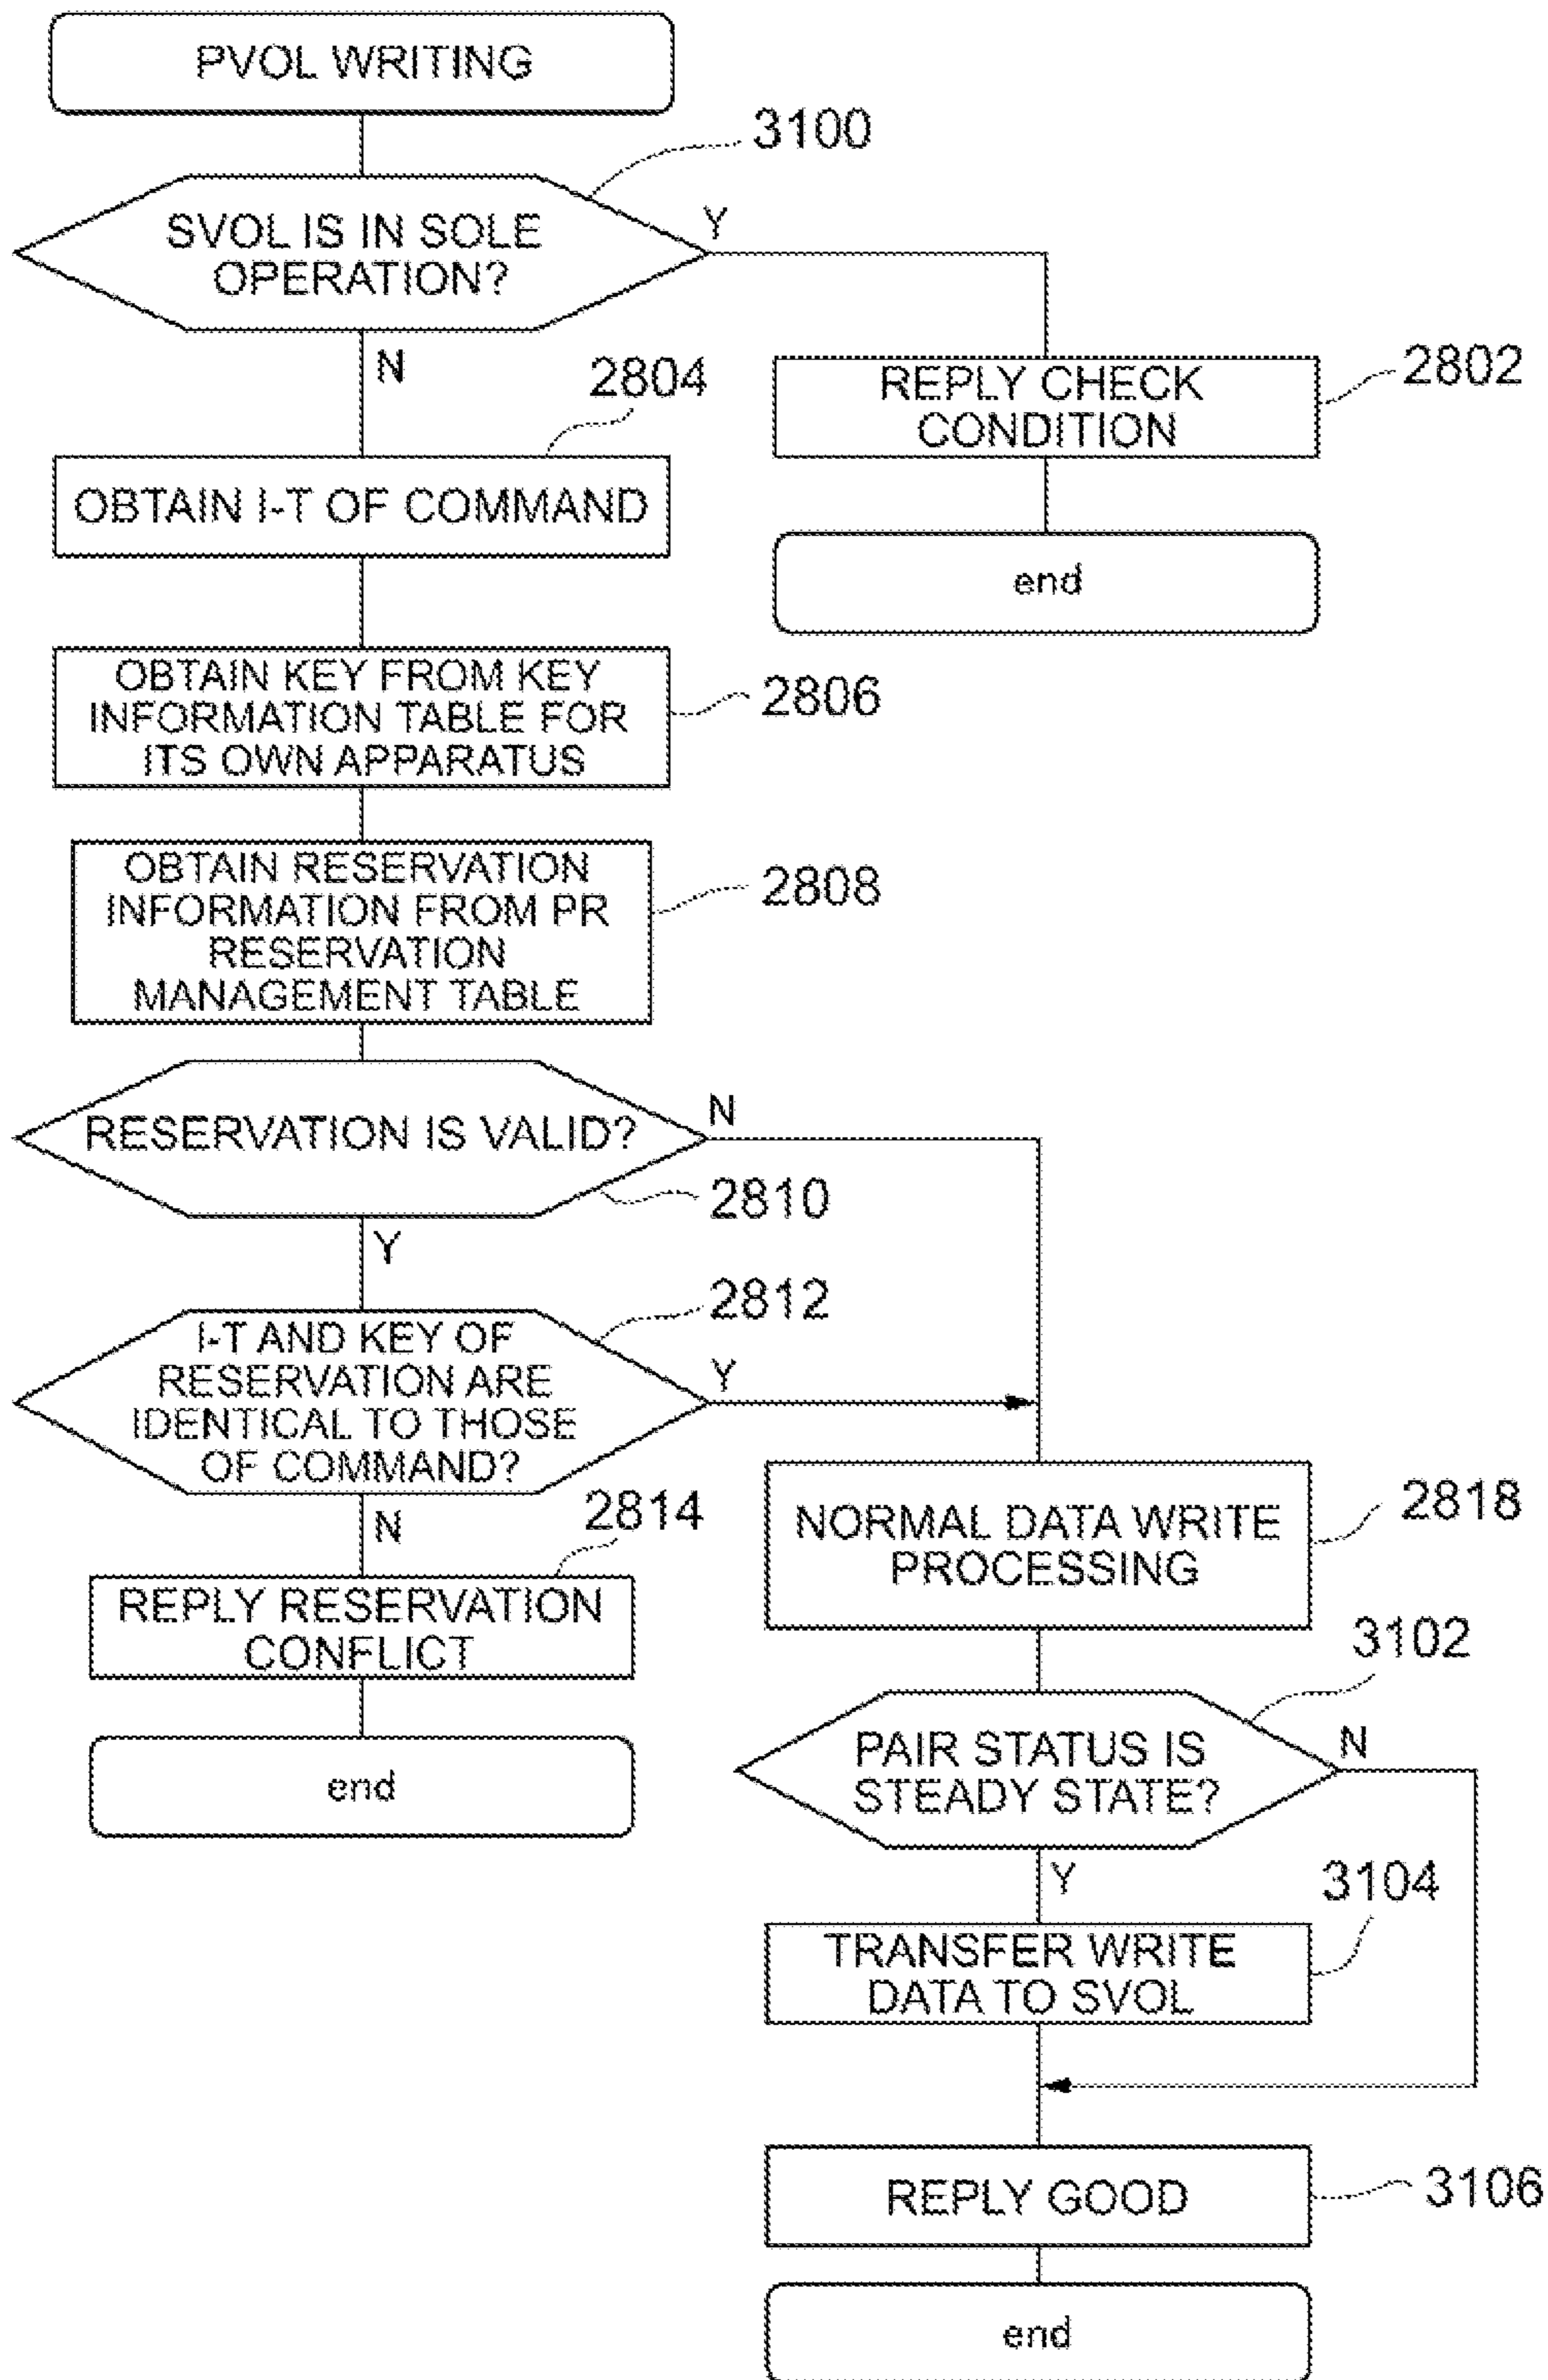 PVOL WRITING
3100
SVOL IS IN SOLE
OPERATION?
Y
N
2804
REPLY CHECK
CONDITION
2802
OBTAIN I-T OF COMMAND
end
OBTAIN KEY FROM KEY
INFORMATION TABLE FOR
ITS OWN APPARATUS
2806
OBTAIN RESERVATION
INFORMATION FROM PR
RESERVATION
MANAGEMENT TABLE
2808
RESERVATION IS VALID?
N
2810
Y
2812
I-T AND KEY OF
RESERVATION ARE
IDENTICAL TO THOSE
OF COMMAND?
Y
N
2814
REPLY RESERVATION
CONFLICT
end
NORMAL DATA WRITE
PROCESSING
2818
3102
PAIR STATUS IS
STEADY STATE?
N
Y
3104
TRANSFER WRITE
DATA TO SVOL
REPLY GOOD
3106
end